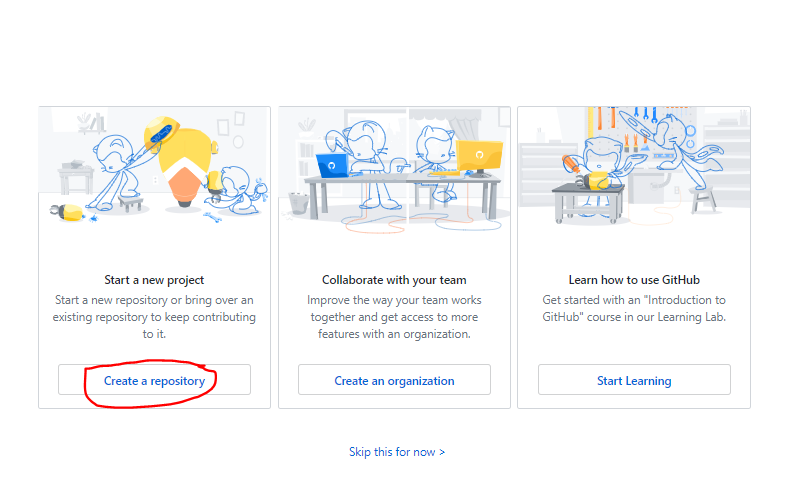 Start a new project
Start a new repository or bring over an
existing repository to keep contributing
to it.
Create a repository
Collaborate with your team
Improve the way your team works
together and get access to more
features with an organization.
Create an organization
Learn how to use GitHub
Get started with an "Introduction to
GitHub" course in our Learning Lab.
Start Learning
Skip this for now >